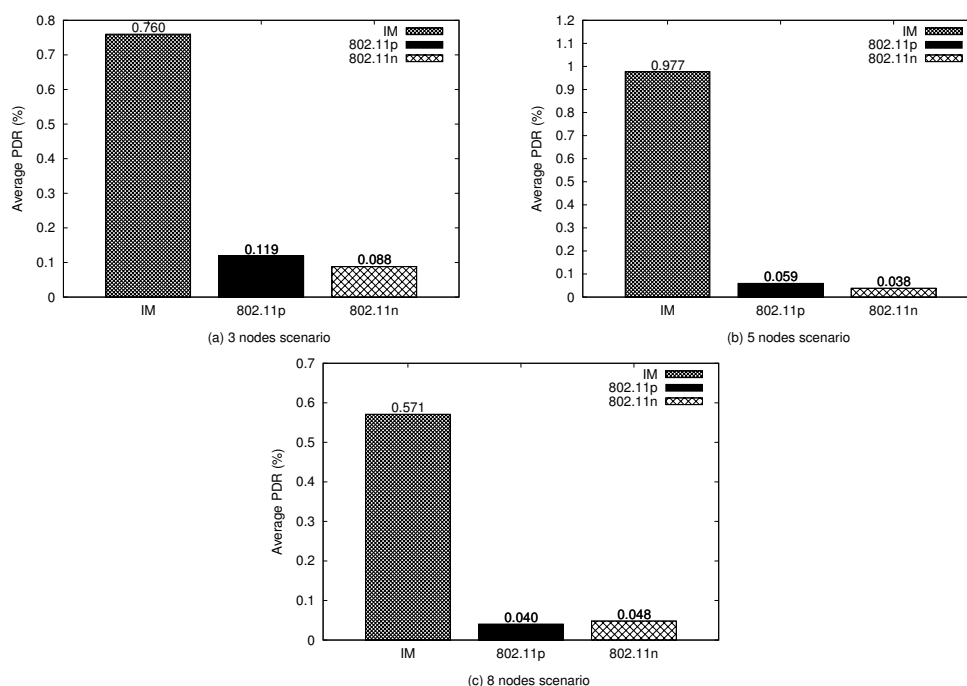 0.8
0.7
0.6
0.5
0.4
0.3
0.2
0.1
0
Average PDR (%)
0.760
0.119
0.088
IM
802.11p
802.11n
IM
802.11p
802.11n
(a) 3 nodes scenario
1.2
1.1
1
0.9
0.8
0.7
0.6
0.5
0.4
0.3
0.2
0.1
0
Average PDR (%)
0.977
0.059
0.038
IM
802.11p
802.11n
IM
802.11p
802.11n
(b) 5 nodes scenario
0.7
0.6
0.5
0.4
0.3
0.2
0.1
0
Average PDR (%)
0.571
0.040
0.048
IM
802.11p
802.11n
IM
802.11p
802.11n
(c) 8 nodes scenario